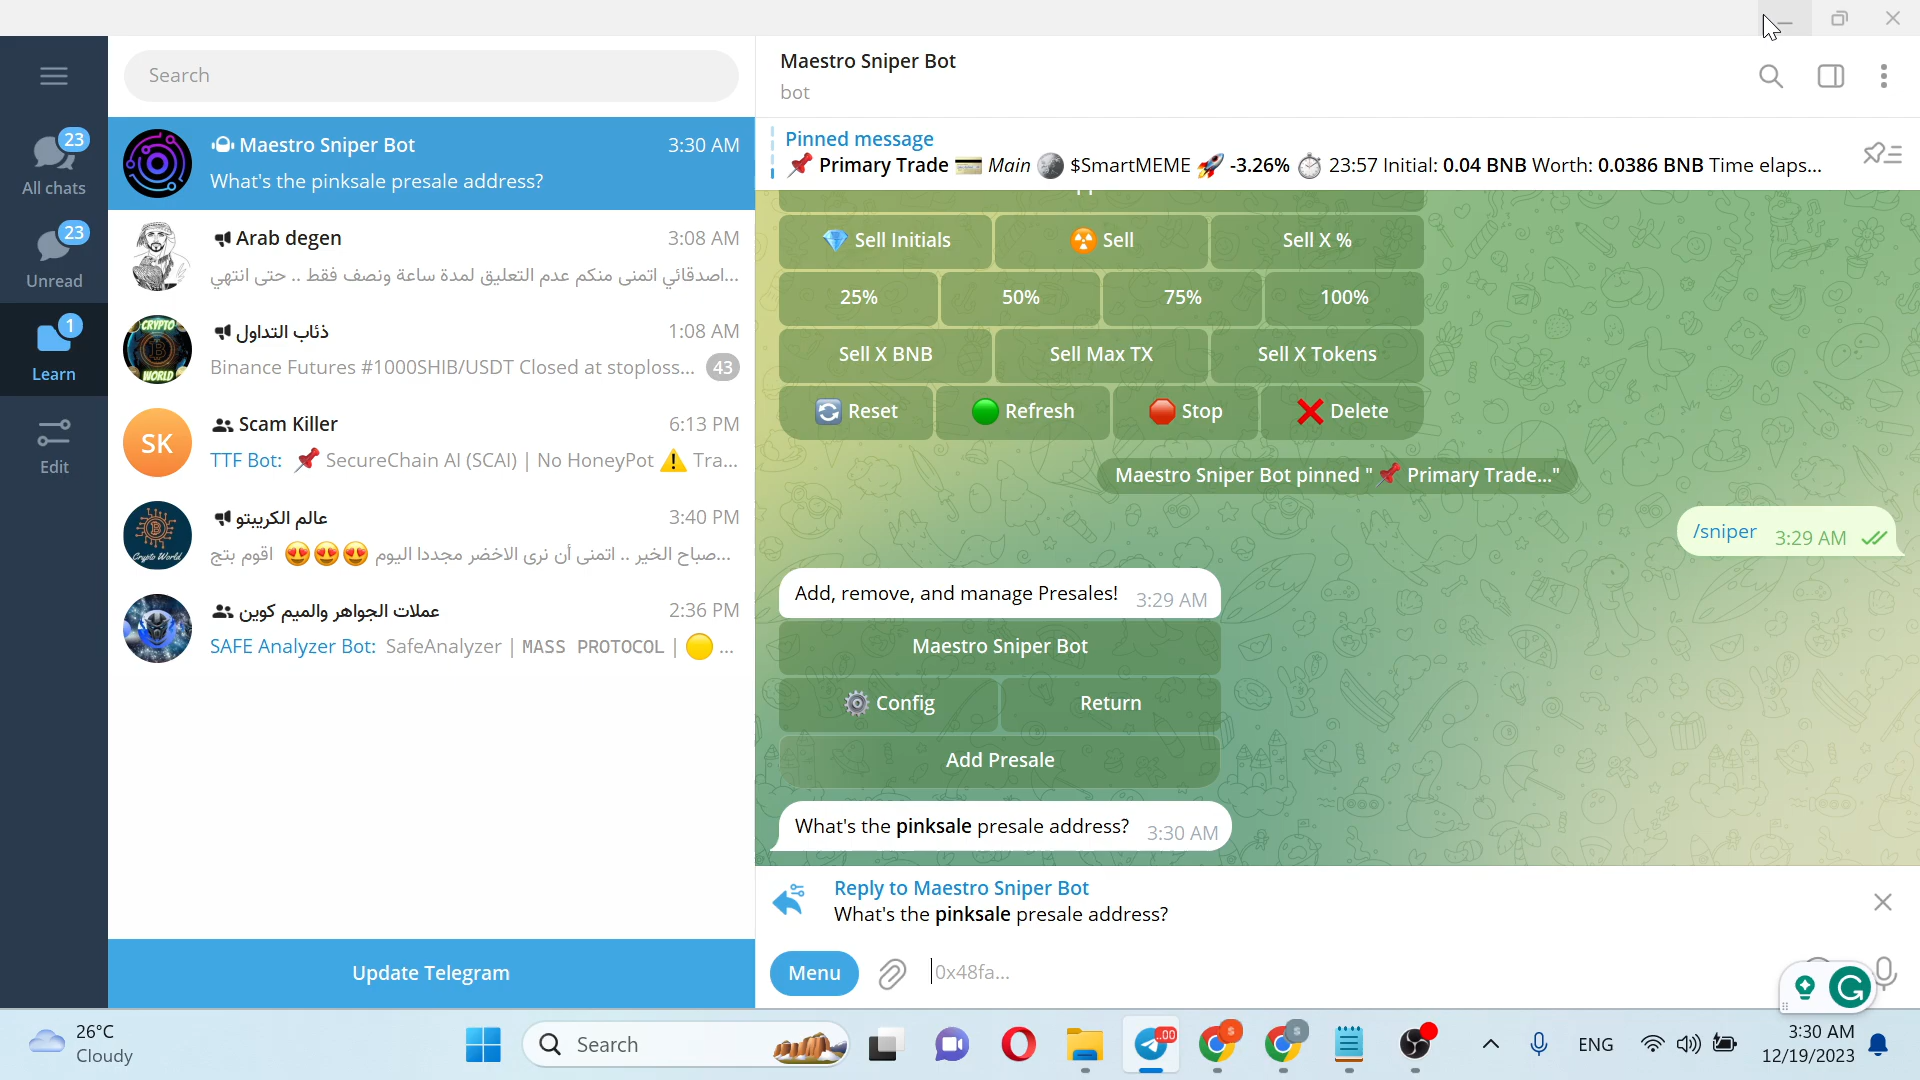 Search
Maestro Sniper Bot
bot
23
All chats
23
Unread
1
Learn
Edit
Maestro Sniper Bot 3:30 AM
What's the pinksale presale address?
Arab degen 3:08 AM
اصدقائي اتمنى منكم عدم التعليق لمدة ساعة ونصف فقط .. حتى انتهي...
CRYPTO
WORLD
ذئاب التداول 1:08 AM
Binance Futures #1000SHIB/USDT Closed at stoploss... 43
SK
Scam Killer 6:13 PM
TTF Bot: 📌 SecureChain AI (SCAI) | No HoneyPot ⚠️ Tra...
Crypto World
عالم الكريبتو 3:40 PM
صباح الخير .. اتمنى أن نرى الاخضر مجددا اليوم 😍😍😍 اقوم بتج...
عملات الجواهر والميم كوين 2:36 PM
SAFE Analyzer Bot: SafeAnalyzer | MASS PROTOCOL | 🟡 ...
Update Telegram
Pinned message
📌 Primary Trade 💳 Main 🌑 $SmartMEME 🚀 -3.26% ⏱ 23:57 Initial: 0.04 BNB Worth: 0.0386 BNB Time elaps...
💎 Sell Initials ☢️ Sell Sell X %
25% 50% 75% 100%
Sell X BNB Sell Max TX Sell X Tokens
🔄 Reset 🟢 Refresh 🛑 Stop ❌ Delete
Maestro Sniper Bot pinned "📌 Primary Trade..."
/sniper 3:29 AM
Add, remove, and manage Presales! 3:29 AM
Maestro Sniper Bot
⚙️ Config Return
Add Presale
What's the pinksale presale address? 3:30 AM
Reply to Maestro Sniper Bot
What's the pinksale presale address?
Menu 0x48fa...
26°C
Cloudy
Search
..00
S
S
ENG
3:30 AM
12/19/2023